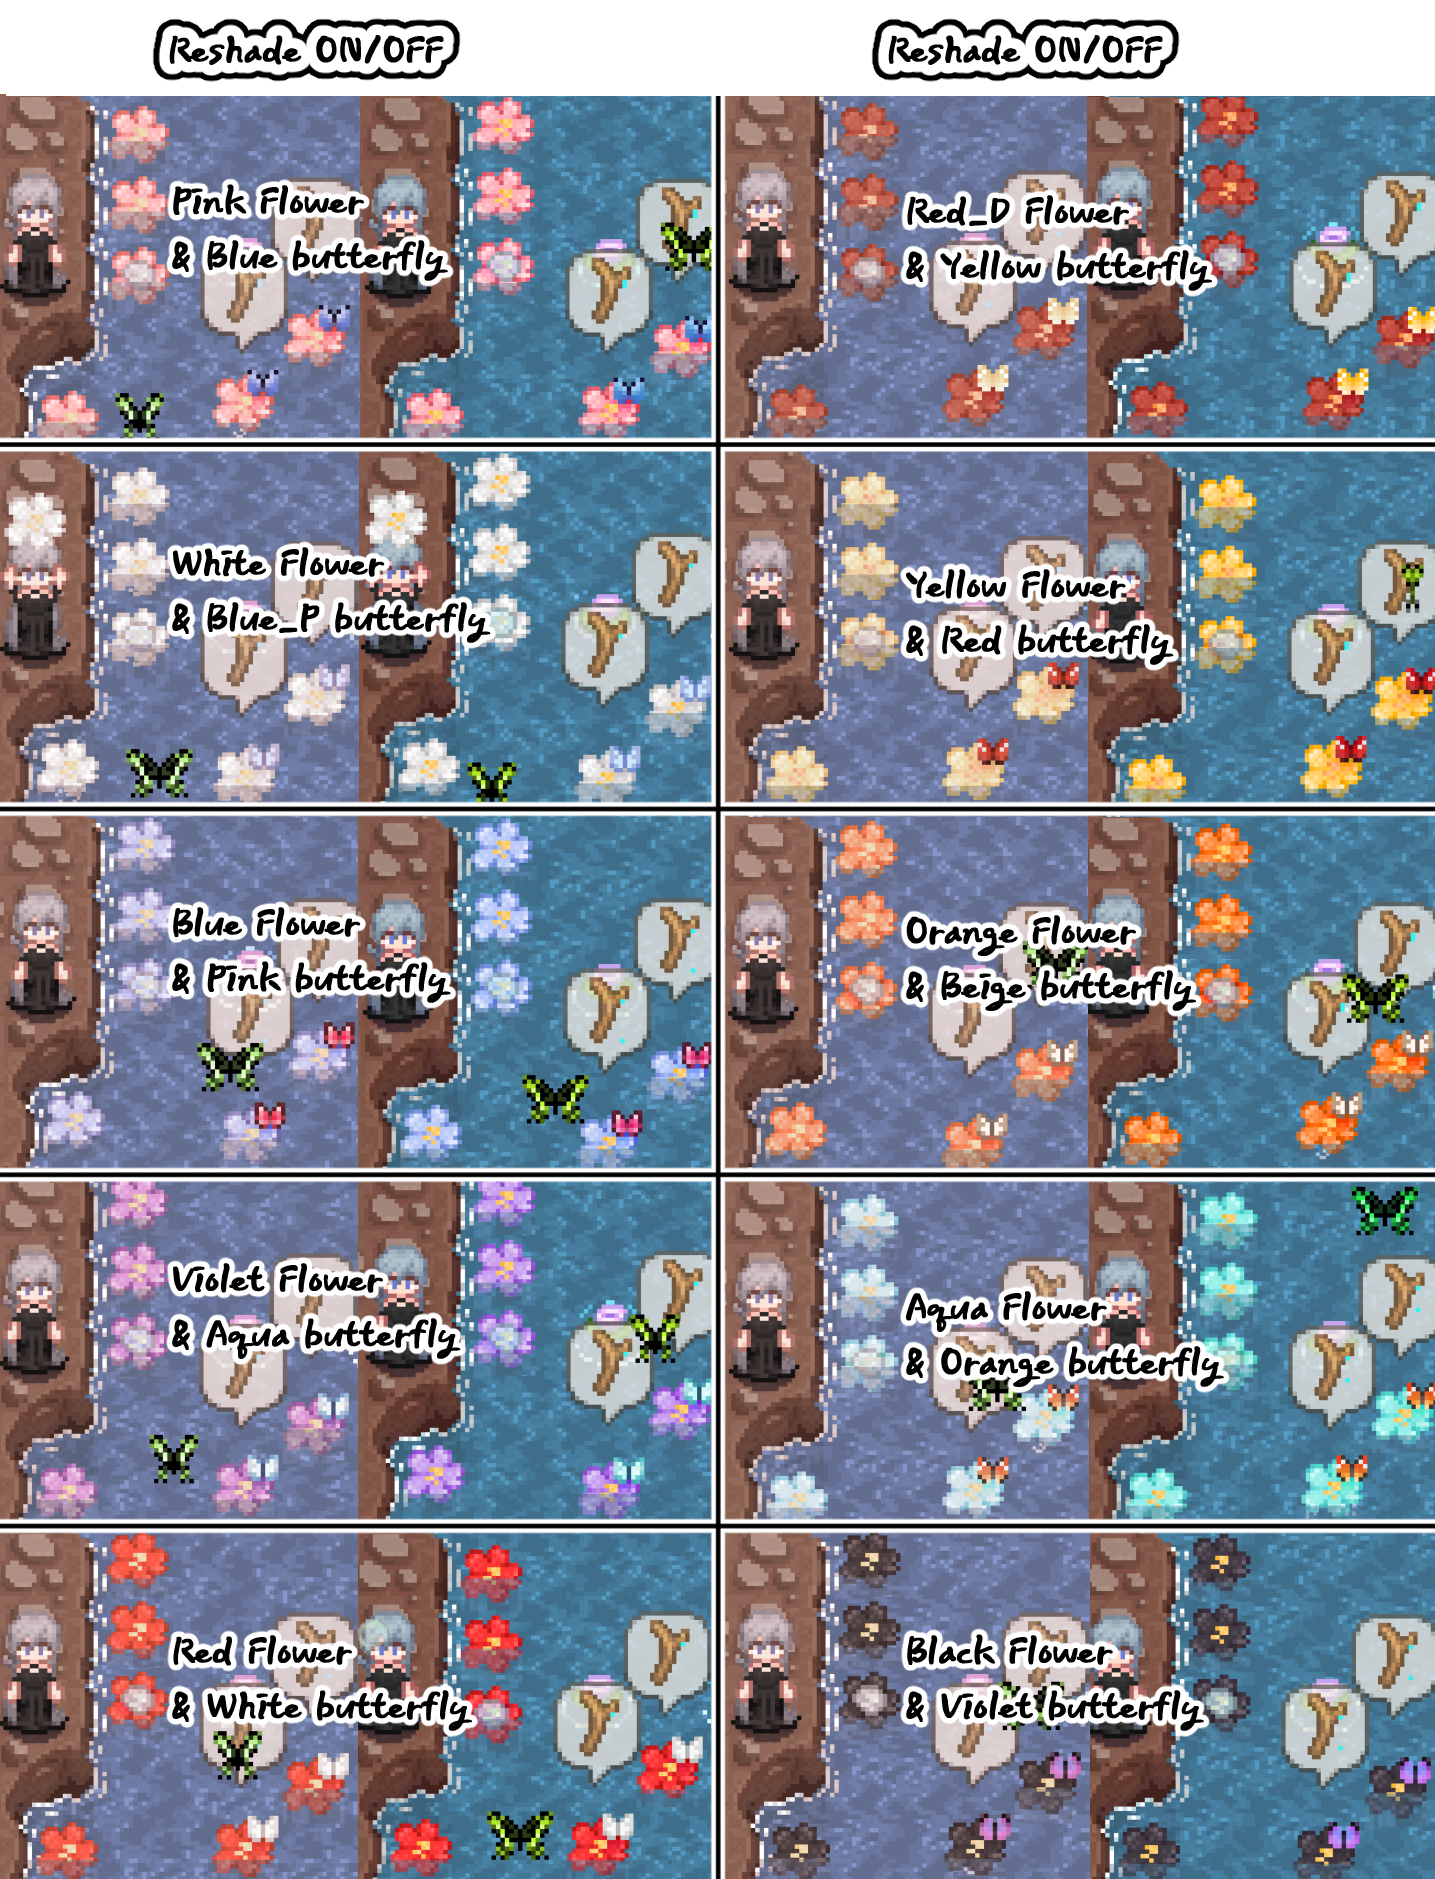 Reshade ON/OFF
Reshade ON/OFF
Pink Flower
& Blue butterfly
Red_D Flower
& Yellow butterfly
White Flower
& Blue_P butterfly
Yellow Flower
& Red butterfly
Blue Flower
& Pink butterfly
Orange Flower
& Beige butterfly
Violet Flower
& Aqua butterfly
Aqua Flower
& Orange butterfly
Red Flower
& White butterfly
Black Flower
& Violet butterfly